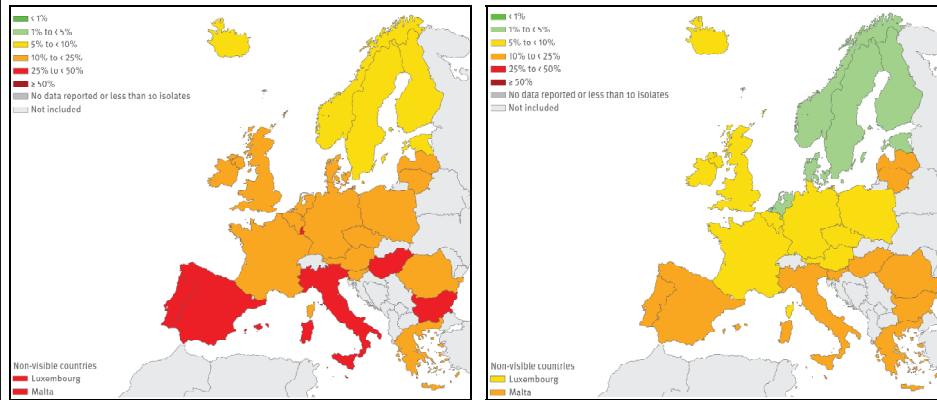 < 1%
1% to < 5%
5% to < 10%
10% to < 25%
25% to < 50%
≥ 50%
No data reported or less than 10 isolates
Not included
Non-visible countries
Luxembourg
Malta
< 1%
1% to < 5%
5% to < 10%
10% to < 25%
25% to < 50%
≥ 50%
No data reported or less than 10 isolates
Not included
Non-visible countries
Luxembourg
Malta